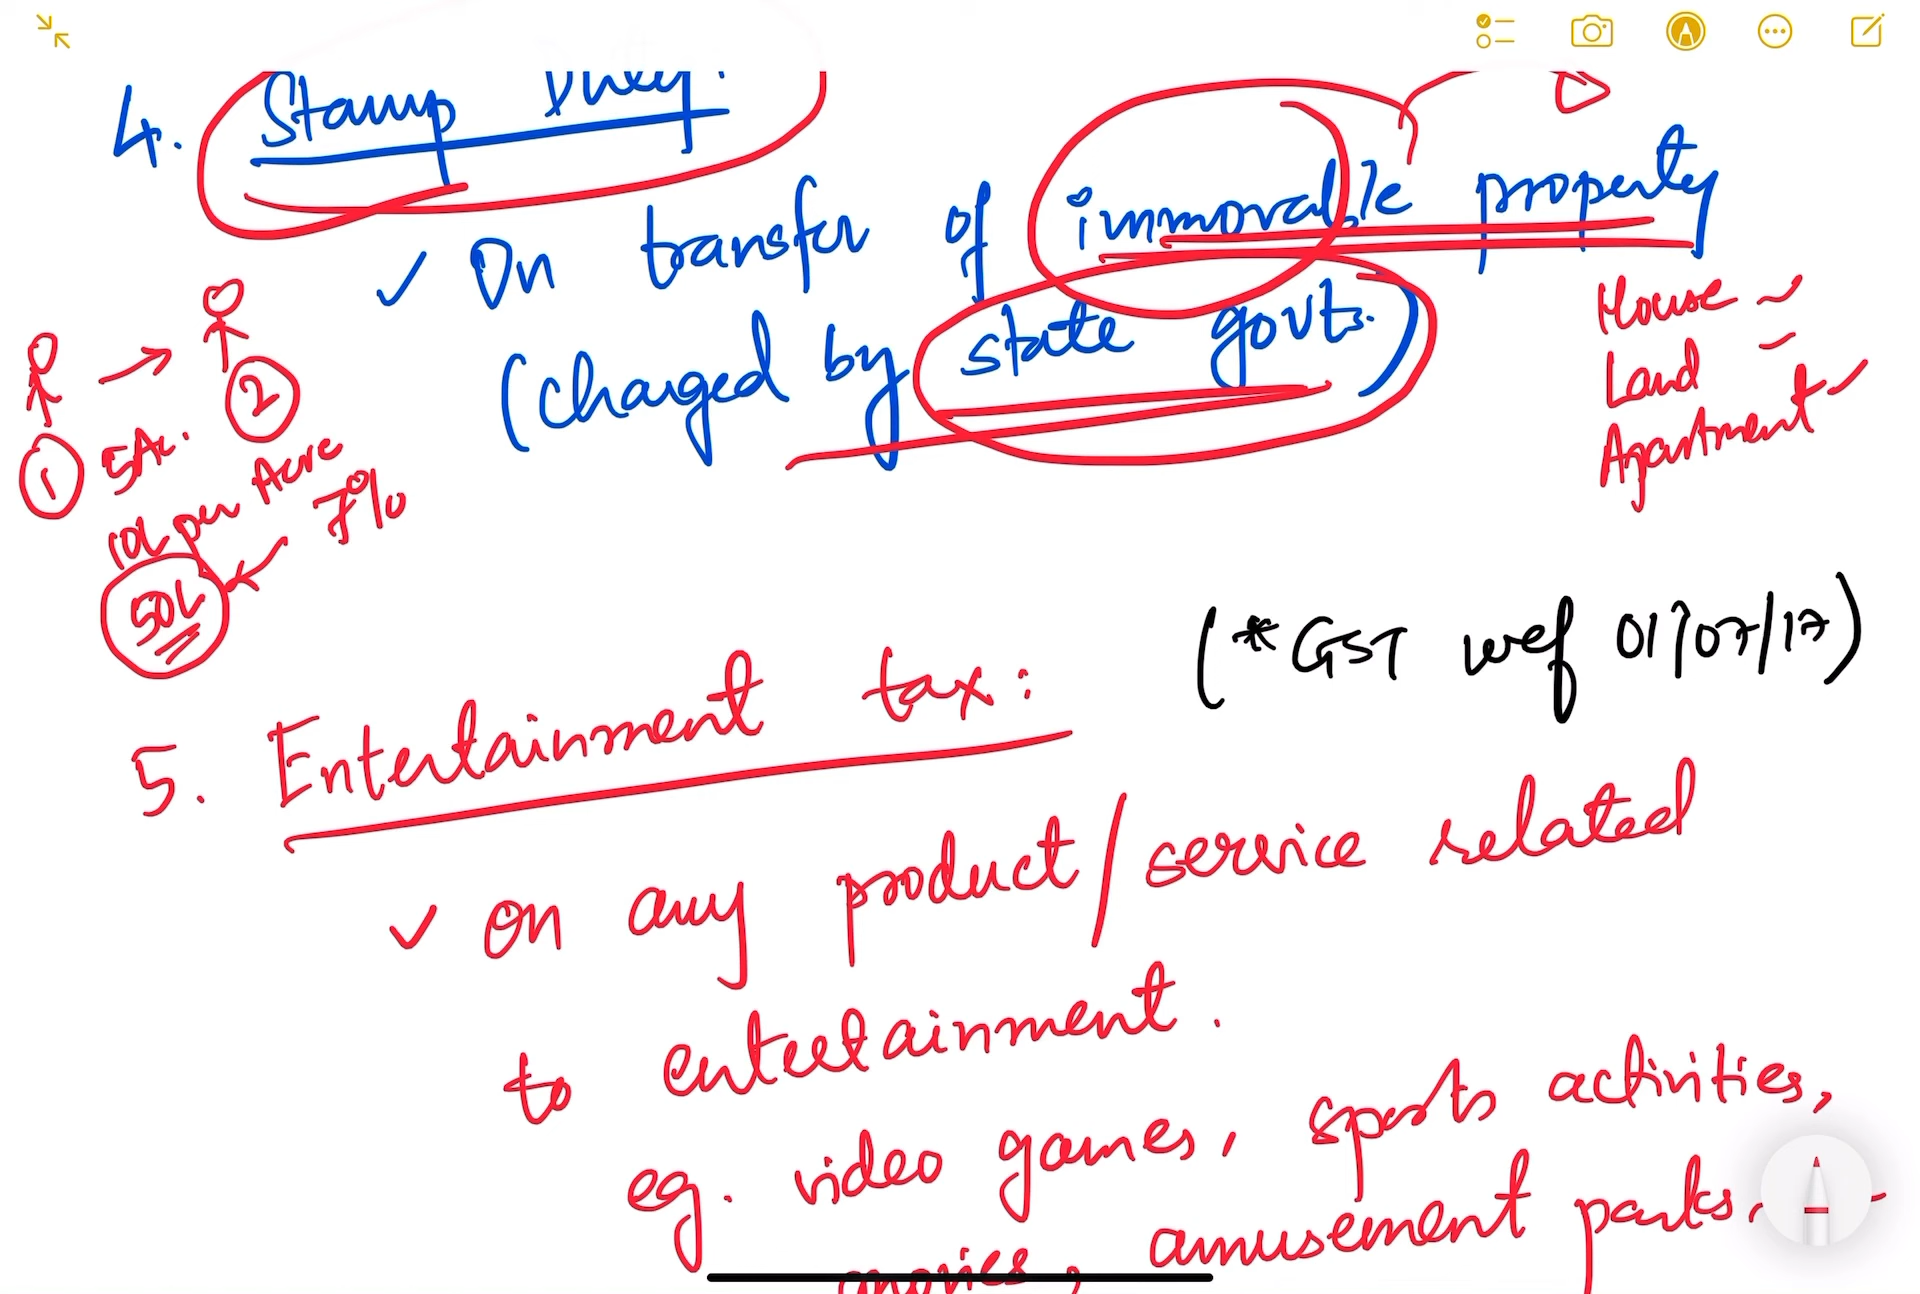 4. Stamp Duty:
✓ On transfer of immovable property
(charged by state govts.)
House
Land
Apartment
2
1
5Ac.
10L per Acre
7%
50L
(*GST wef 01/07/17)
5. Entertainment tax:
✓ on any product/service related
to entertainment.
eg. video games, sports activities,
movies, amusement parks,